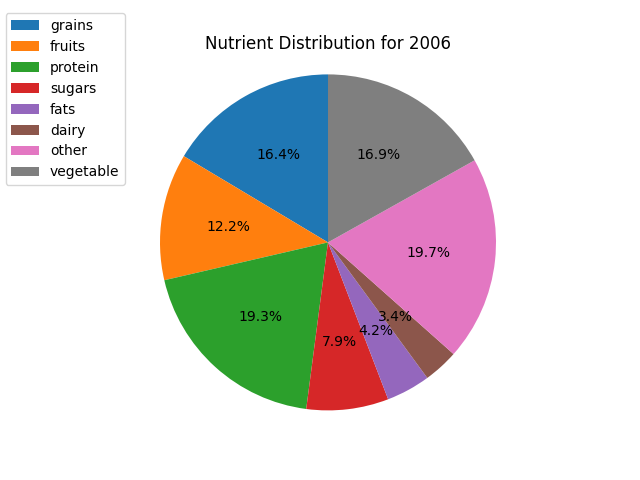 Nutrient Distribution for 2006
grains
fruits
protein
sugars
fats
dairy
other
vegetable
16.4%
16.9%
12.2%
19.7%
19.3%
3.4%
4.2%
7.9%